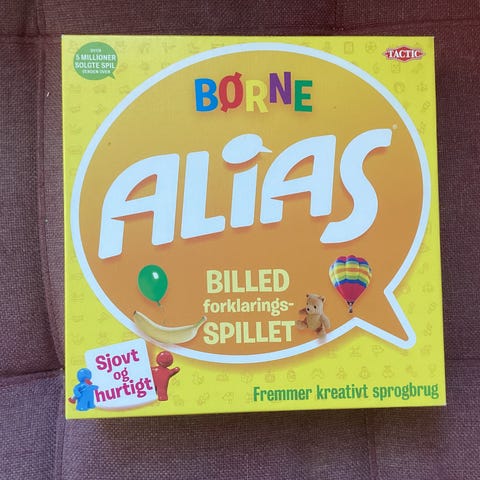 OVER
5 MILLIONER
SOLGTE SPIL
VERDEN OVER
TACTIC
BØRNE
ALIAS
BILLED
forklarings-
SPILLET
Sjovt
og
hurtigt
Fremmer kreativt sprogbrug